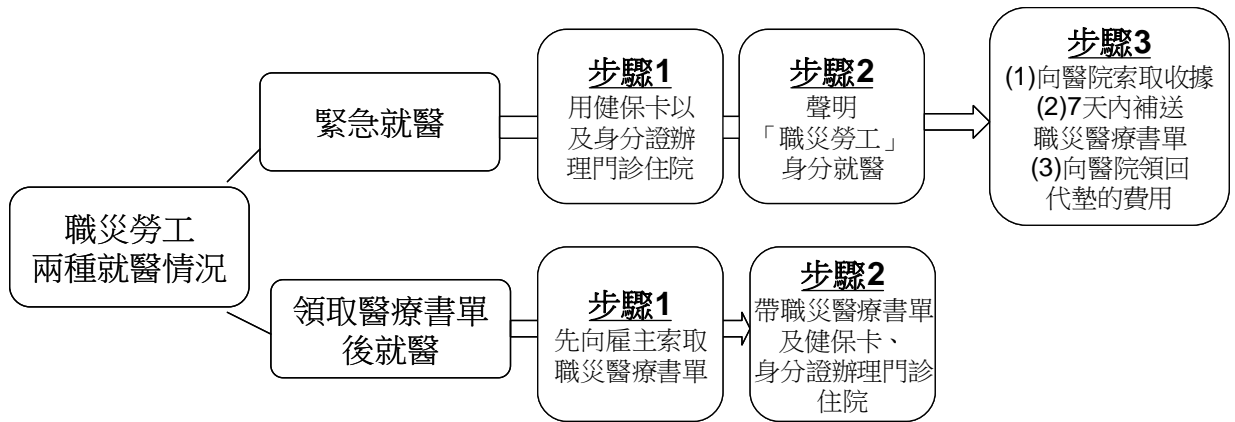 職災勞工
兩種就醫情況
緊急就醫
步驟1
用健保卡以
及身分證辦
理門診住院
步驟2
聲明
「職災勞工」
身分就醫
步驟3
(1)向醫院索取收據
(2)7天內補送
職災醫療書單
(3)向醫院領回
代墊的費用
領取醫療書單
後就醫
步驟1
先向雇主索取
職災醫療書單
步驟2
帶職災醫療書單
及健保卡、
身分證辦理門診
住院